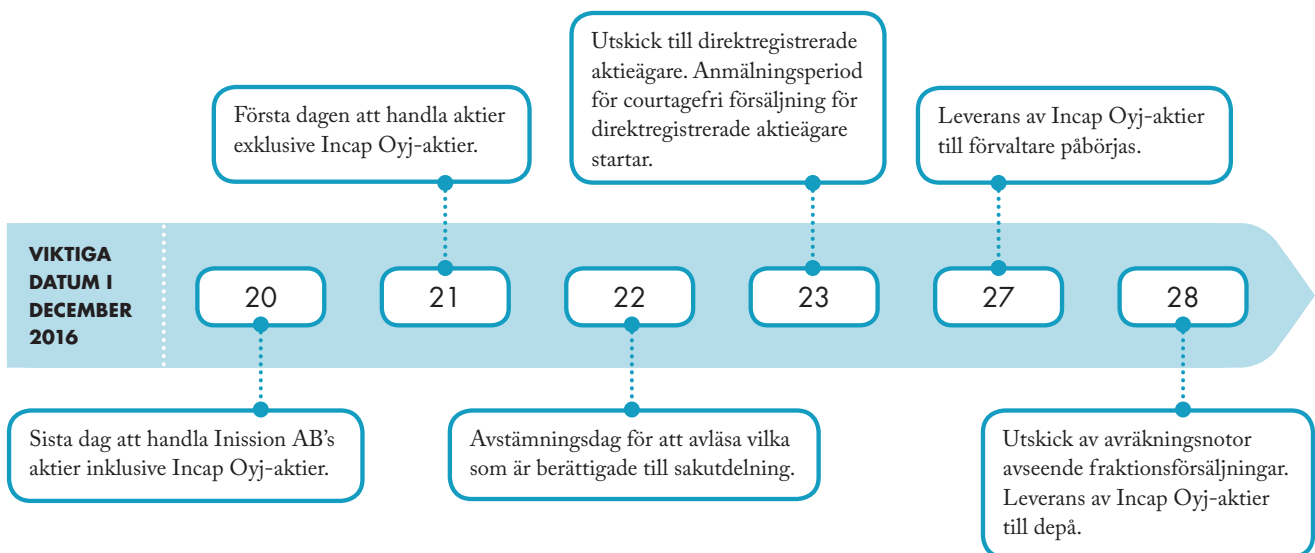 Utskick till direktregistrerade
aktieägare. Anmälningsperiod
för courtagefri försäljning för
direktregistrerade aktieägare
startar.
Första dagen att handla aktier
exklusive Incap Oyj-aktier.
Leverans av Incap Oyj-aktier
till förvaltare påbörjas.
VIKTIGA
DATUM I
DECEMBER
2016
20
21
22
23
27
28
Sista dag att handla Inission AB's
aktier inklusive Incap Oyj-aktier.
Avstämningsdag för att avläsa vilka
som är berättigade till sakutdelning.
Utskick av avräkningsnotor
avseende fraktionsförsäljningar.
Leverans av Incap Oyj-aktier
till depå.